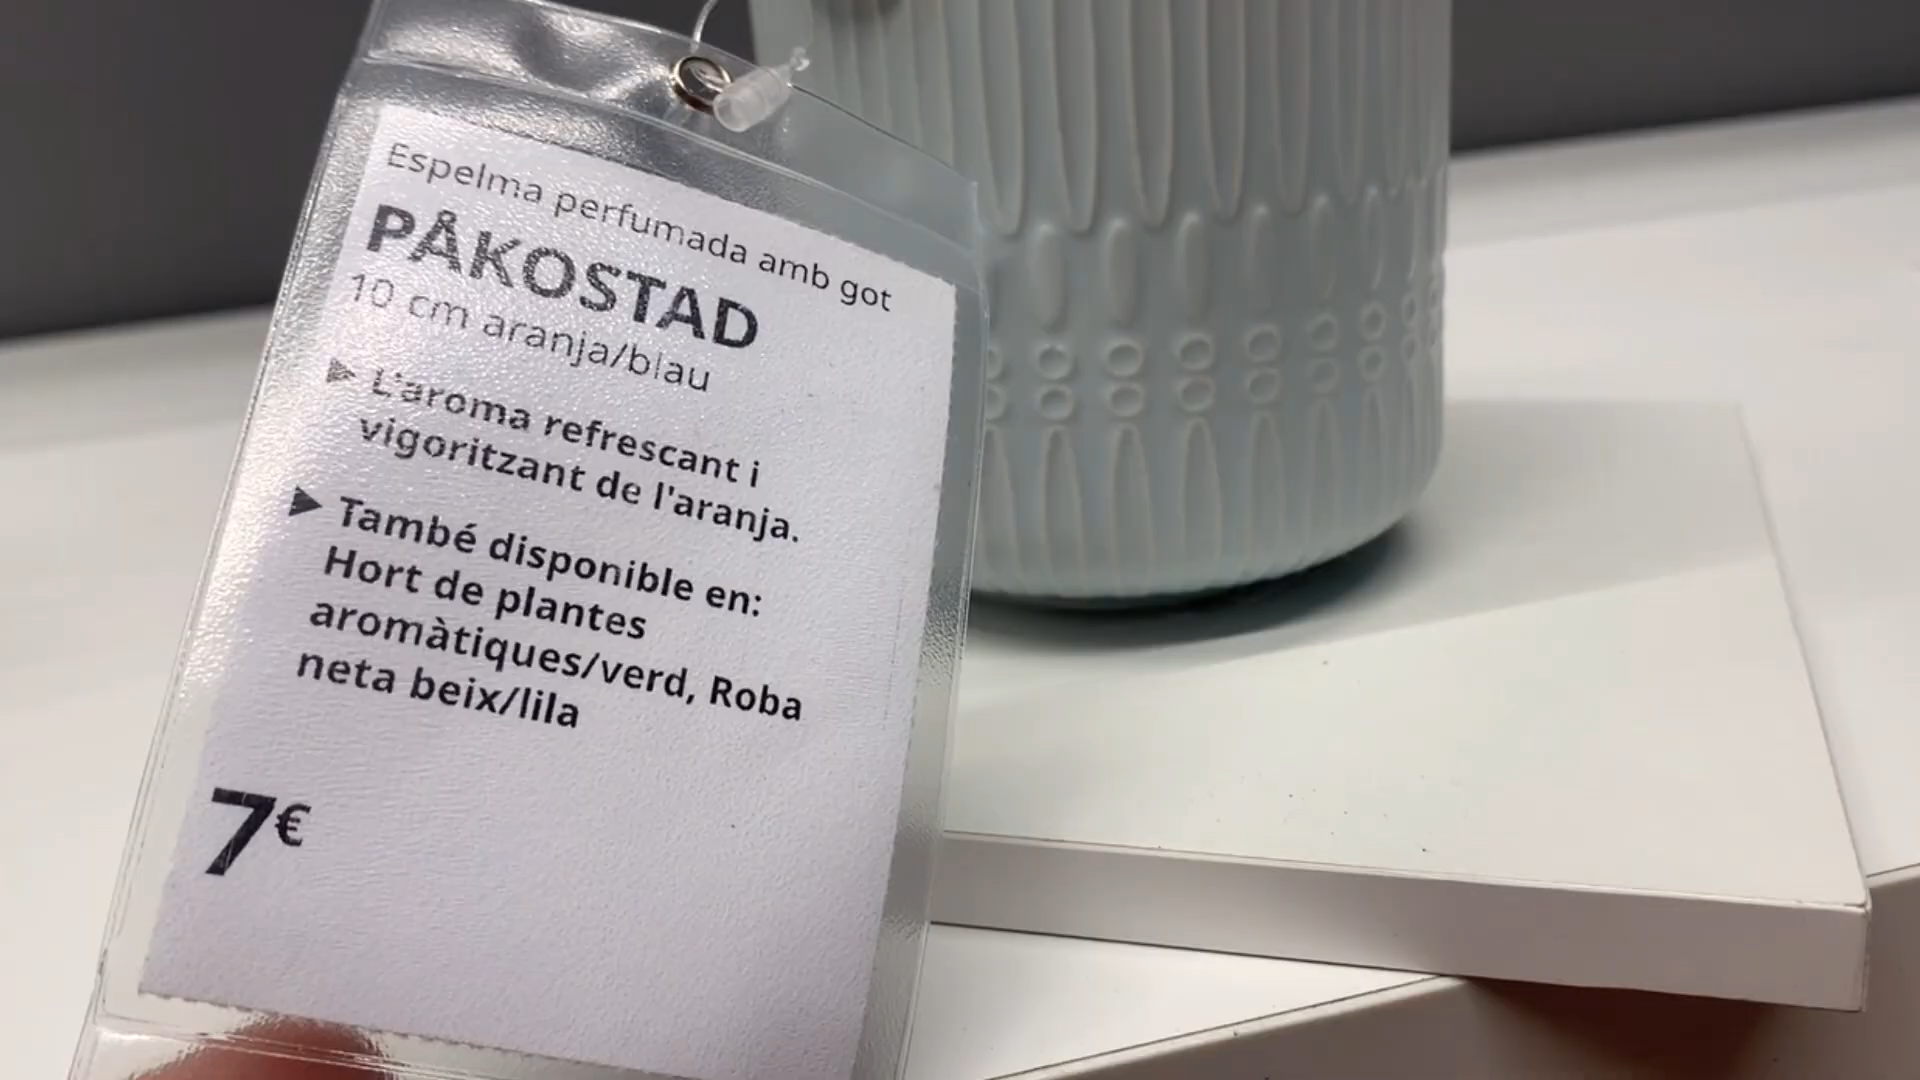 Espelma perfumada amb got
PÅKOSTAD
10 cm aranja/blau
▶ L'aroma refrescant i
vigoritzant de l'aranja.
▶ També disponible en:
Hort de plantes
aromàtiques/verd, Roba
neta beix/lila
7€